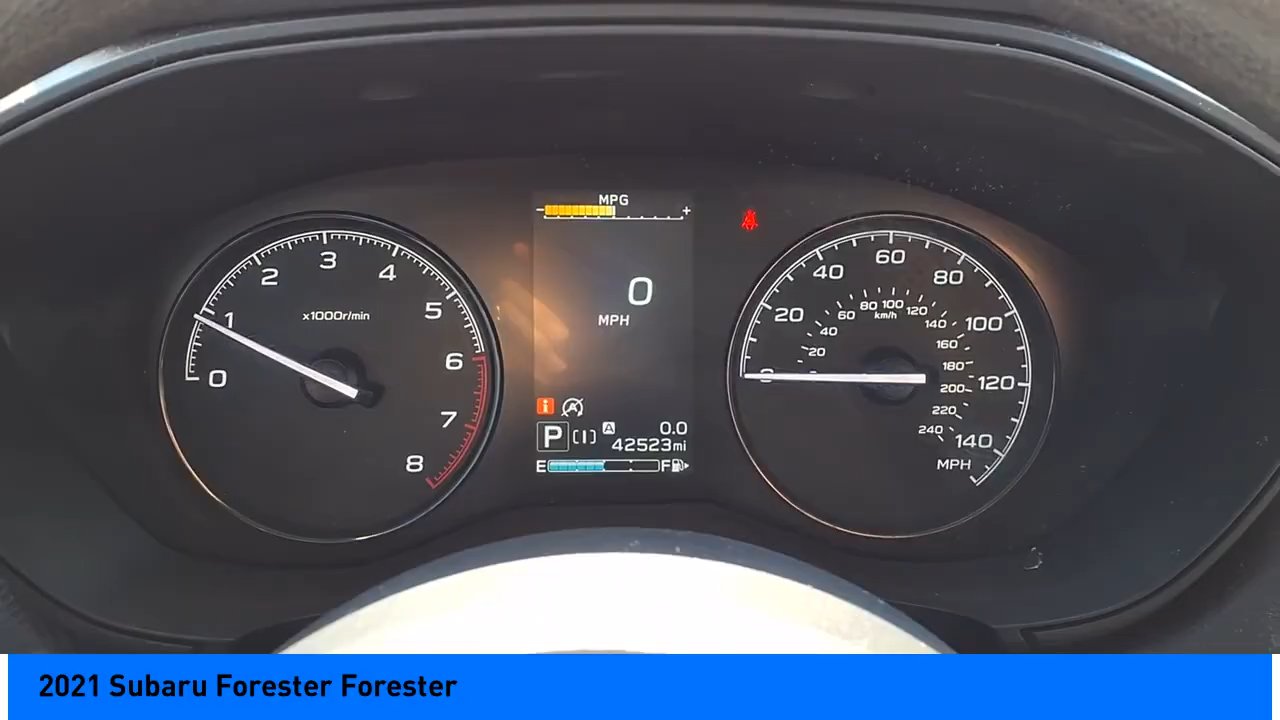 MPG
- +
0
MPH
i A
P A 0.0
42523mi
E F
0 1 2 3 4 5 6 7 8
x1000r/min
0 20 40 60 80 100 120 140
MPH
20 40 60 80 100 120 140 160 180 200 220 240
km/h
2021 Subaru Forester Forester